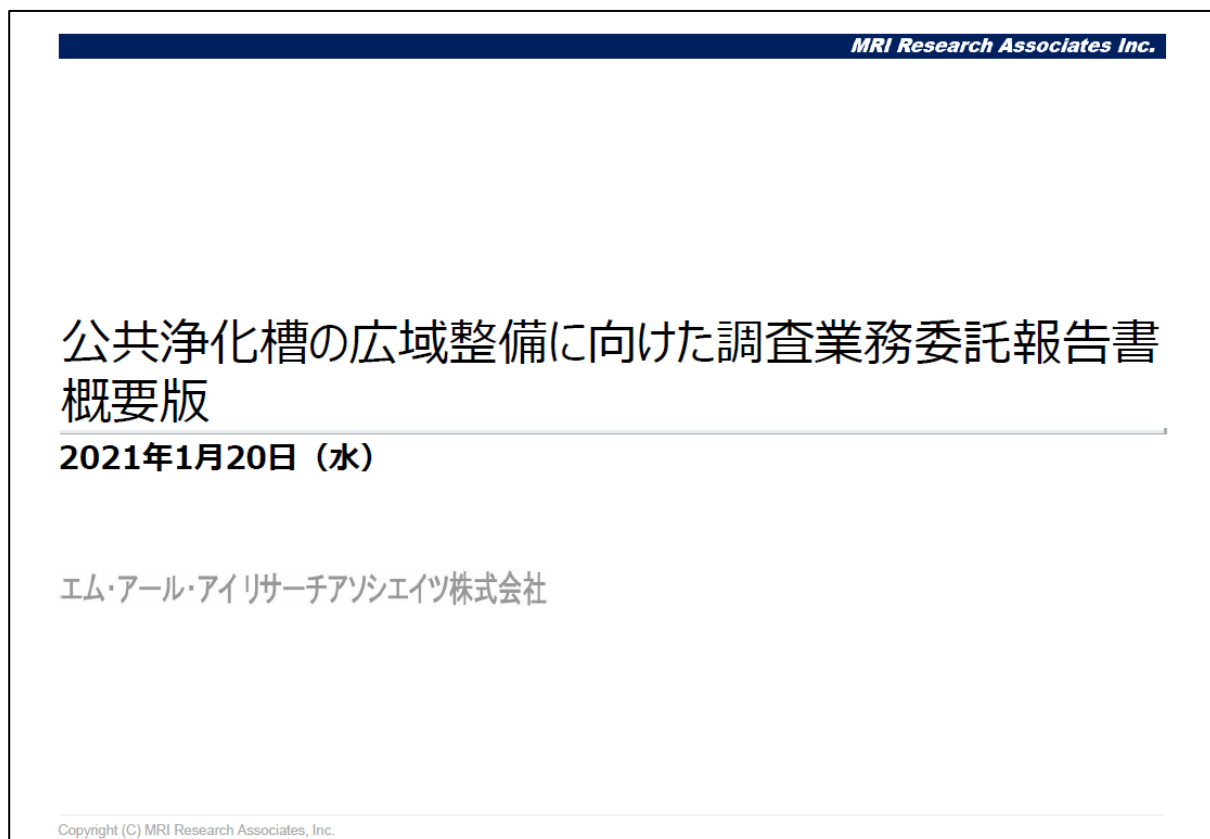 MRI Research Associates Inc.
公共浄化槽の広域整備に向けた調査業務委託報告書
概要版
2021年1月20日（水）
エム・アール・アイ リサーチアソシエイツ株式会社
Copyright (C) MRI Research Associates, Inc.